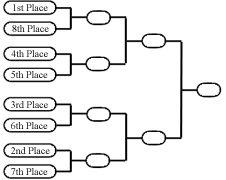 1st Place
8th Place
4th Place
5th Place
3rd Place
6th Place
2nd Place
7th Place